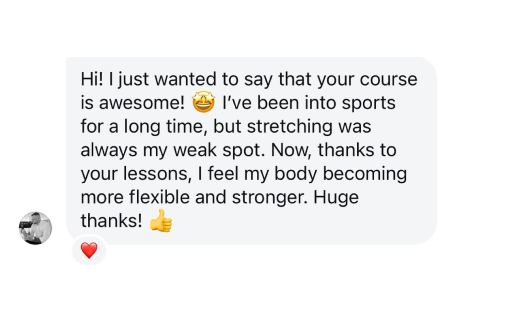 Hi! I just wanted to say that your course
is awesome! 🤩 I’ve been into sports
for a long time, but stretching was
always my weak spot. Now, thanks to
your lessons, I feel my body becoming
more flexible and stronger. Huge
thanks! 👍